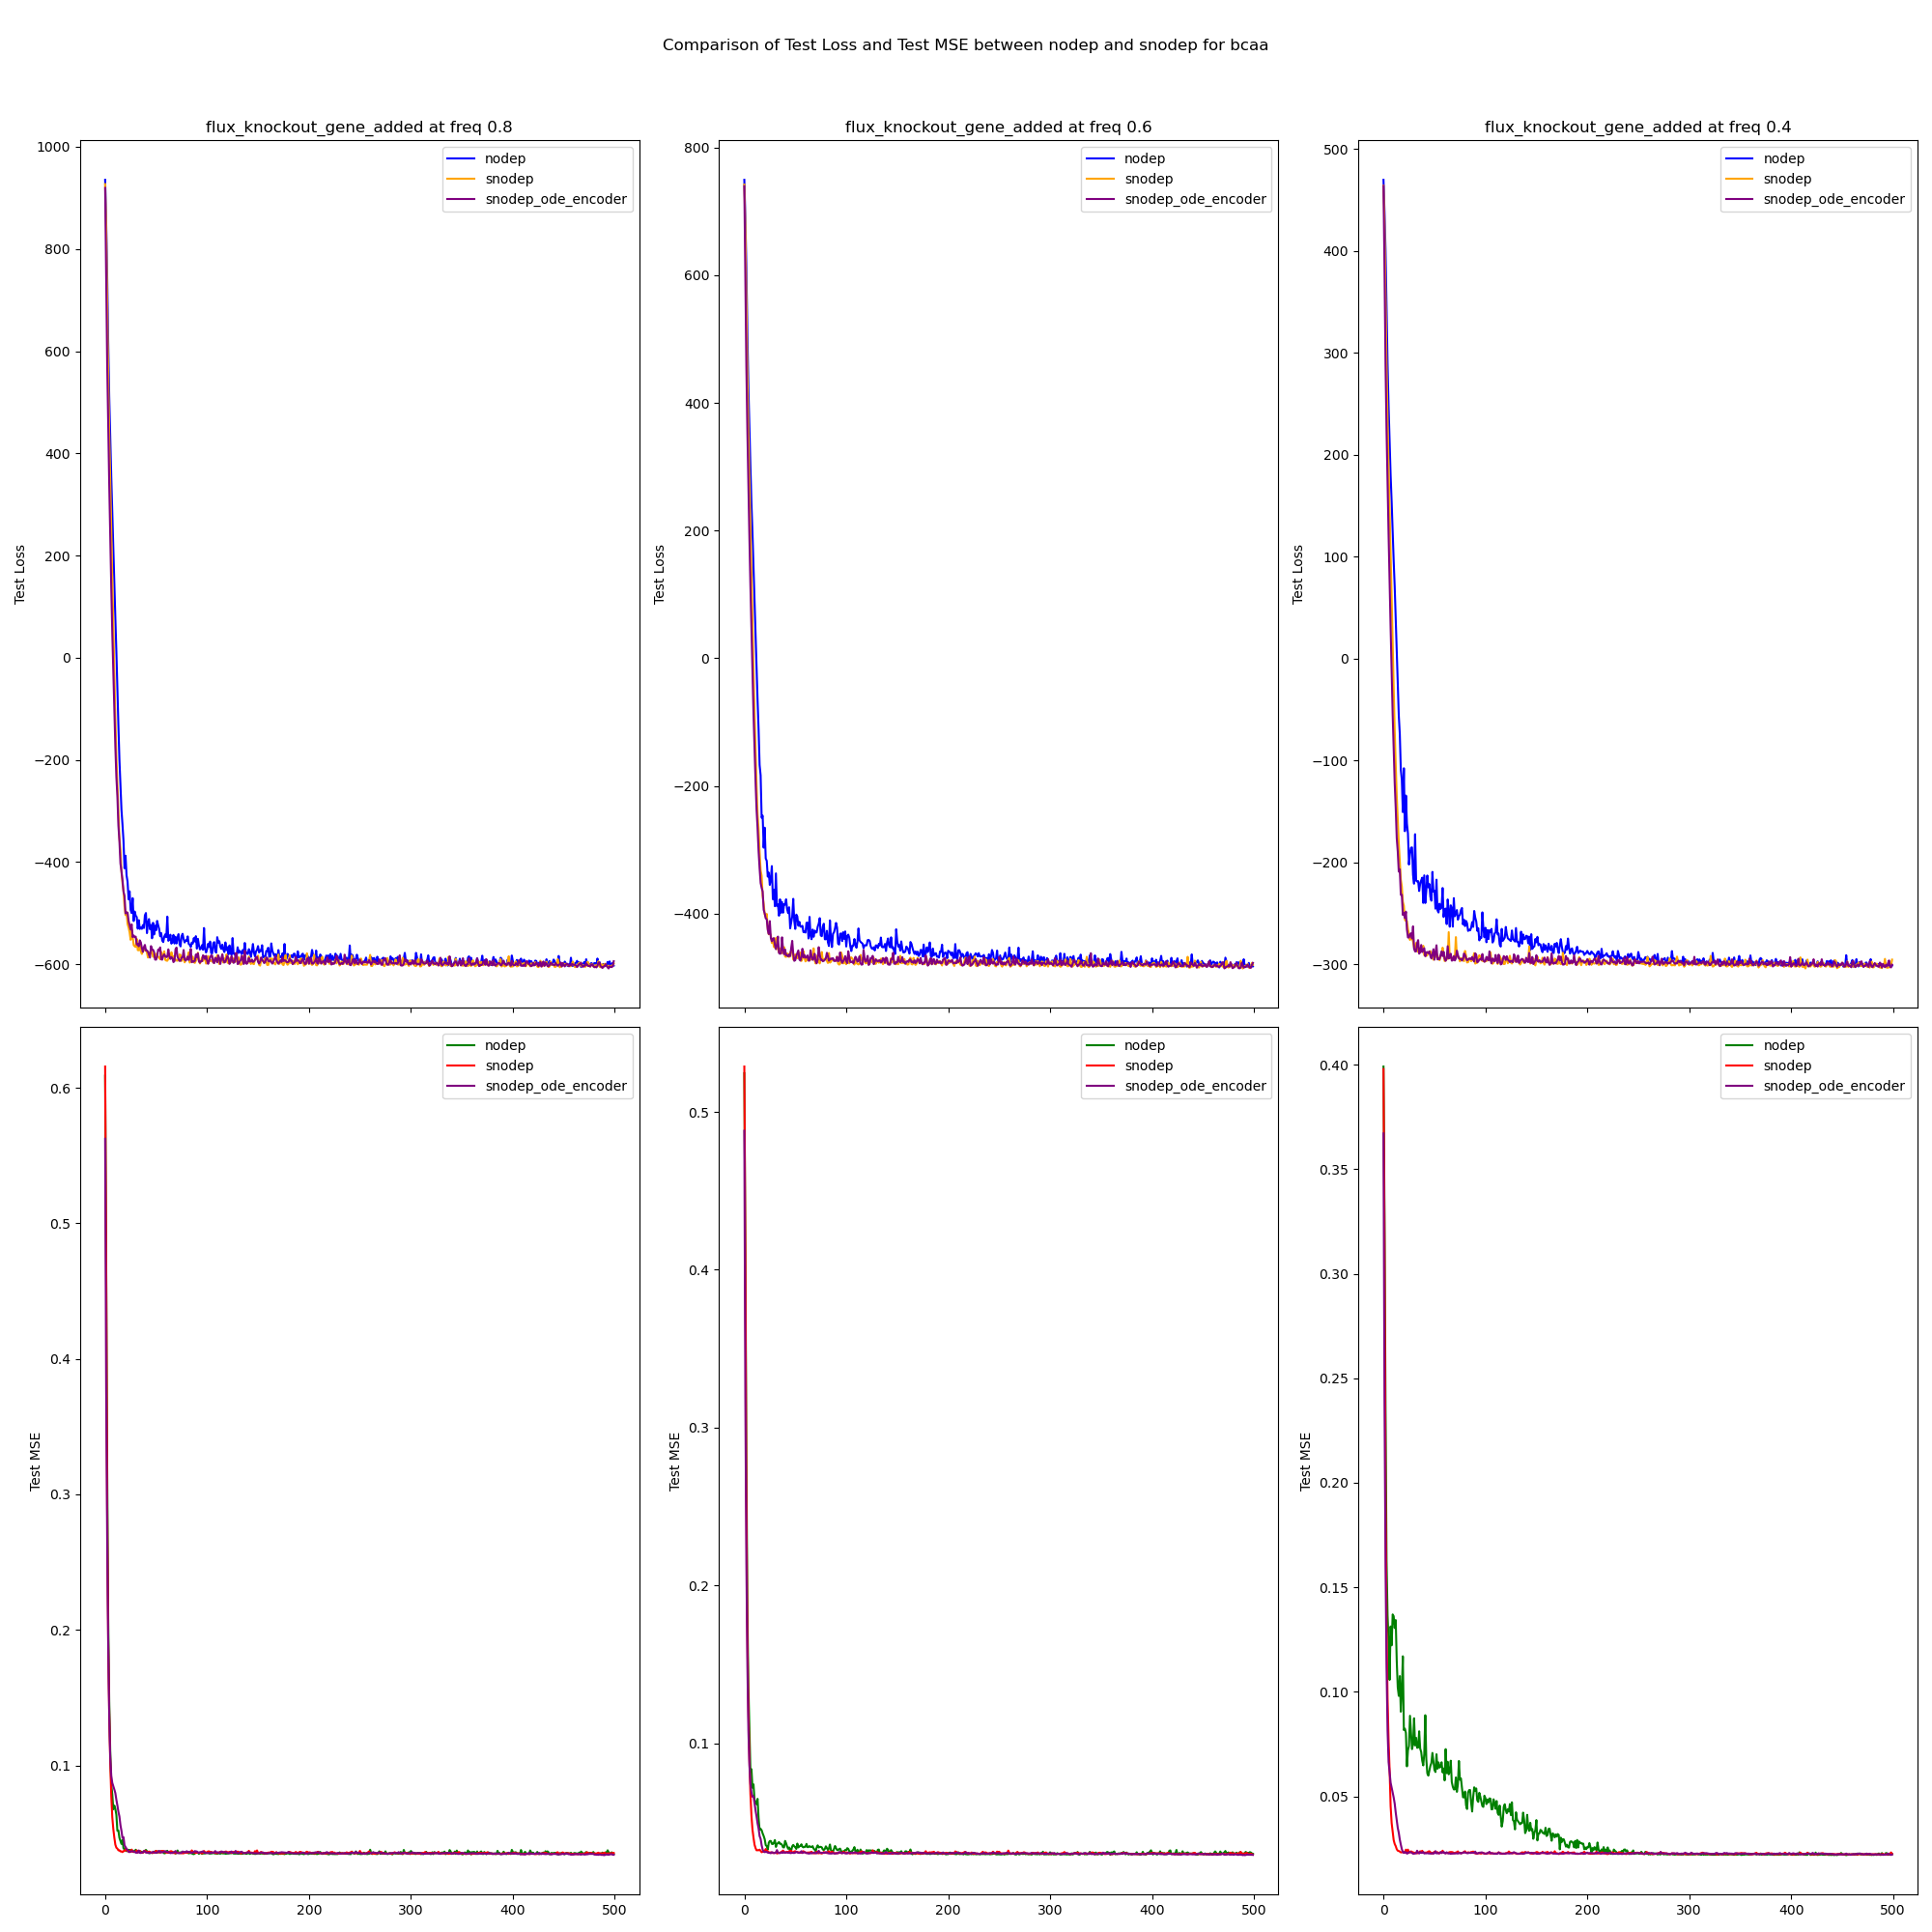 Comparison of Test Loss and Test MSE between nodep and snodep for bcaa
flux_knockout_gene_added at freq 0.8
1000
800
600
400
200
0
−200
−400
−600
Test Loss
nodep
snodep
snodep_ode_encoder
flux_knockout_gene_added at freq 0.6
800
600
400
200
0
−200
−400
Test Loss
nodep
snodep
snodep_ode_encoder
flux_knockout_gene_added at freq 0.4
500
400
300
200
100
0
−100
−200
−300
Test Loss
nodep
snodep
snodep_ode_encoder
0.6
0.5
0.4
0.3
0.2
0.1
Test MSE
nodep
snodep
snodep_ode_encoder
0 100 200 300 400 500
0.5
0.4
0.3
0.2
0.1
Test MSE
nodep
snodep
snodep_ode_encoder
0 100 200 300 400 500
0.40
0.35
0.30
0.25
0.20
0.15
0.10
0.05
Test MSE
nodep
snodep
snodep_ode_encoder
0 100 200 300 400 500